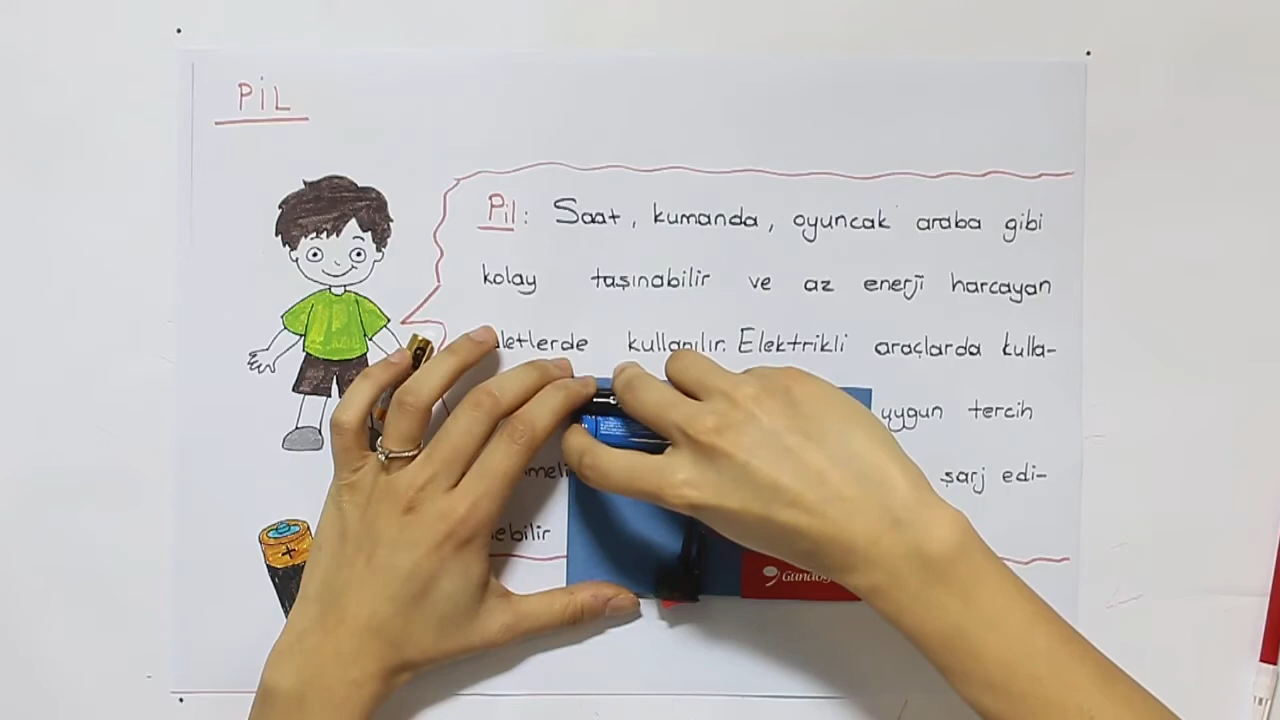 PİL
Pil: Saat, kumanda, oyuncak araba gibi
kolay taşınabilir ve az enerji harcayan
aletlerde kullanılır. Elektrikli araçlarda kulla-
uygun tercih
şarj edi-
ebilir